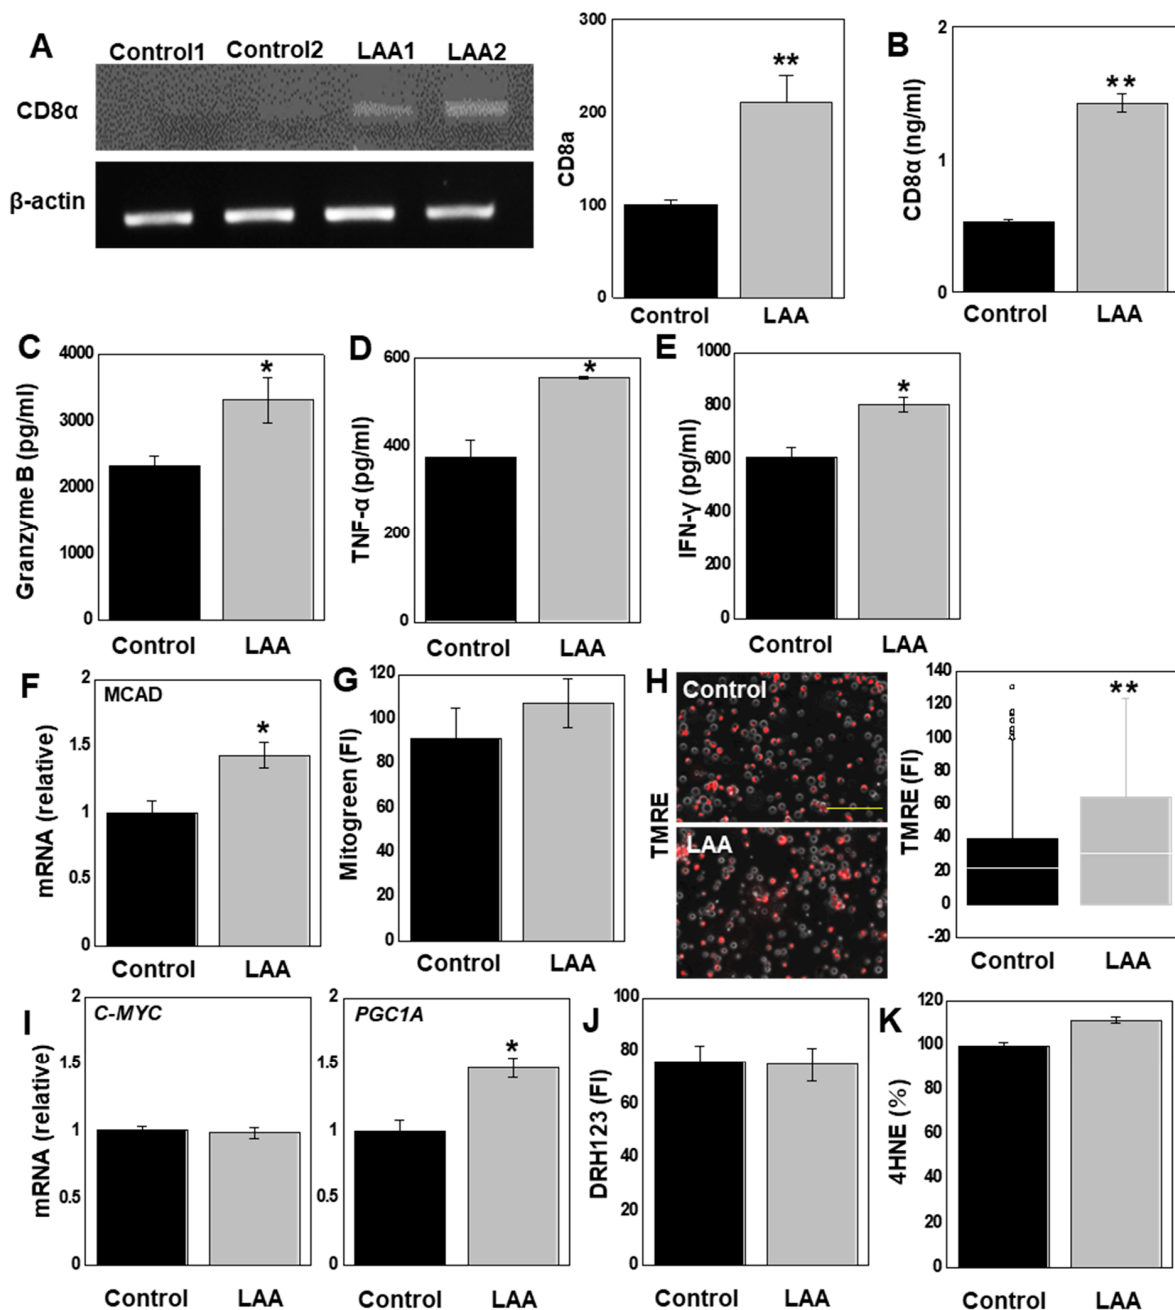 A
Control1 Control2 LAA1 LAA2
CD8α
β-actin
300
200
100
0
CD8a
**
Control LAA
B
2
1
0
CD8α (ng/ml)
**
Control LAA
C
4000
3000
2000
1000
0
Granzyme B (pg/ml)
*
Control LAA
D
600
400
200
0
TNF-α (pg/ml)
*
Control LAA
E
1000
800
600
400
200
0
IFN-γ (pg/ml)
*
Control LAA
F
2
1.5
1
0.5
0
mRNA (relative)
MCAD
*
Control LAA
G
120
100
80
60
40
20
0
Mitogreen (FI)
Control LAA
H
Control
LAA
TMRE
140
120
100
80
60
40
20
0
-20
TMRE (FI)
**
Control LAA
I
2
1.5
1
0.5
0
mRNA (relative)
C-MYC
Control LAA
2
1.5
1
0.5
0
PGC1A
*
Control LAA
J
100
80
60
40
20
0
DRH123 (FI)
Control LAA
K
120
100
80
60
40
20
0
4HNE (%)
Control LAA